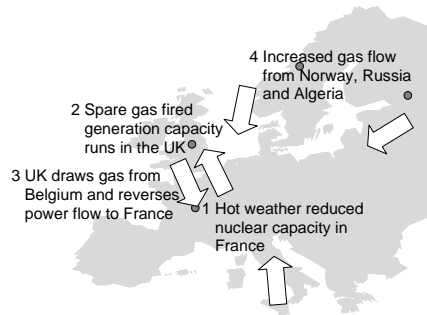 4 Increased gas flow
from Norway, Russia
and Algeria
2 Spare gas fired
generation capacity
runs in the UK
3 UK draws gas from
Belgium and reverses
power flow to France
1 Hot weather reduced
nuclear capacity in
France